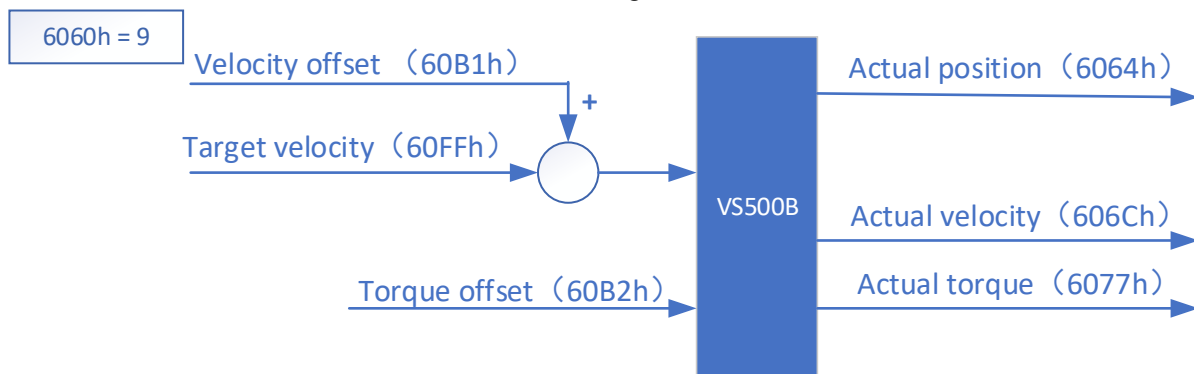 6060h = 9
Velocity offset （60B1h）
Actual position（6064h）
+
Target velocity（60FFh）
VS500B
Actual velocity（606Ch）
Torque offset（60B2h）
Actual torque（6077h）